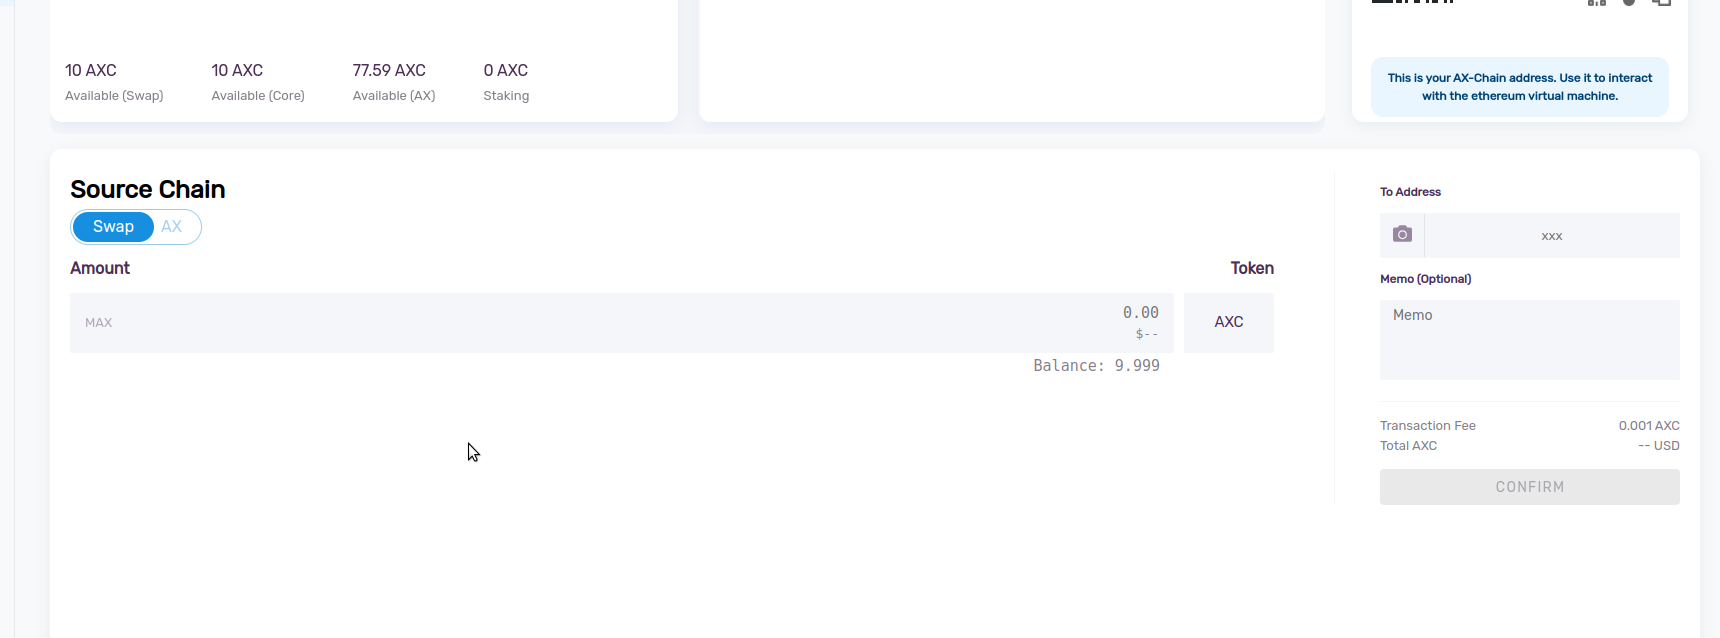 10 AXC 10 AXC 77.59 AXC 0 AXC
Available (Swap) Available (Core) Available (AX) Staking
This is your AX-Chain address. Use it to interact
with the ethereum virtual machine.
Source Chain
Swap AX
Amount Token
MAX 0.00
$--
AXC
Balance: 9.999
To Address
xxx
Memo (Optional)
Memo
Transaction Fee 0.001 AXC
Total AXC -- USD
CONFIRM